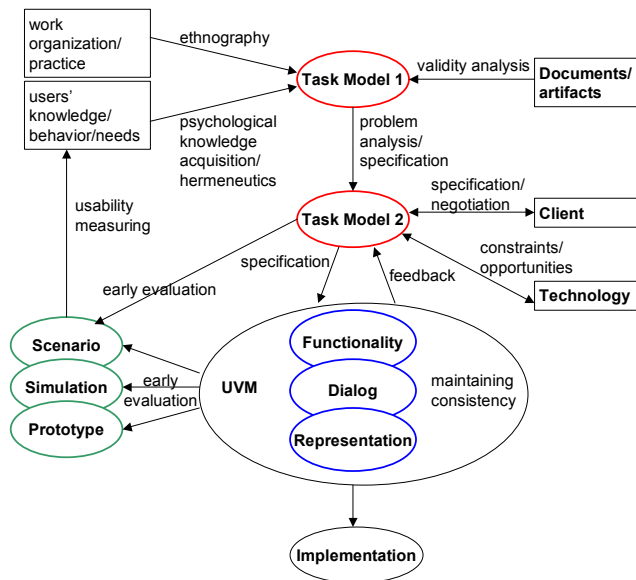 work
organization/
practice
ethnography
Task Model 1
validity analysis
Documents/
artifacts
users'
knowledge/
behavior/needs
psychological
knowledge
acquisition/
hermeneutics
problem
analysis/
specification
usability
measuring
Task Model 2
specification/
negotiation
Client
constraints/
opportunities
Technology
specification
feedback
early evaluation
Scenario
Simulation
Prototype
early
evaluation
UVM
Functionality
Dialog
Representation
maintaining
consistency
Implementation